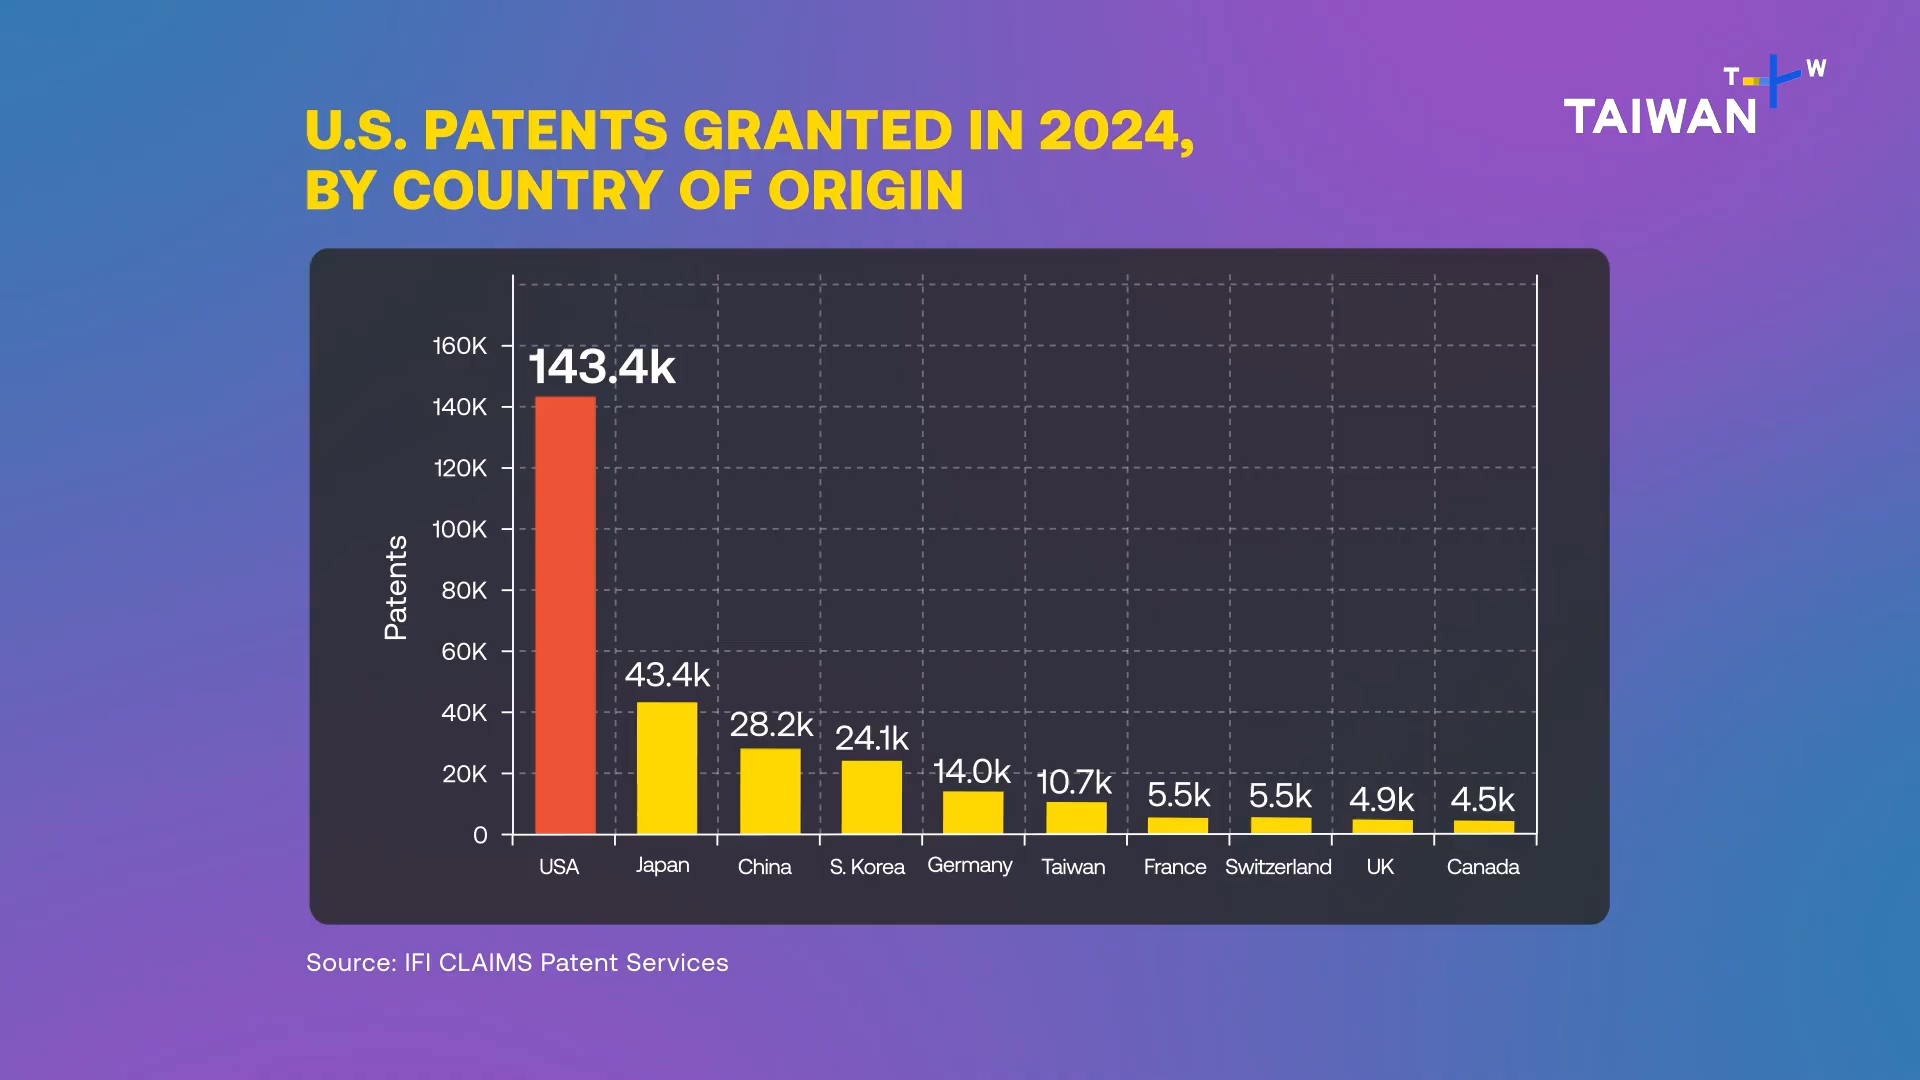 T W
TAIWAN
U.S. PATENTS GRANTED IN 2024,
BY COUNTRY OF ORIGIN
Patents
160K
140K
120K
100K
80K
60K
40K
20K
0
143.4k
43.4k
28.2k
24.1k
14.0k
10.7k
5.5k
5.5k
4.9k
4.5k
USA
Japan
China
S. Korea
Germany
Taiwan
France
Switzerland
UK
Canada
Source: IFI CLAIMS Patent Services